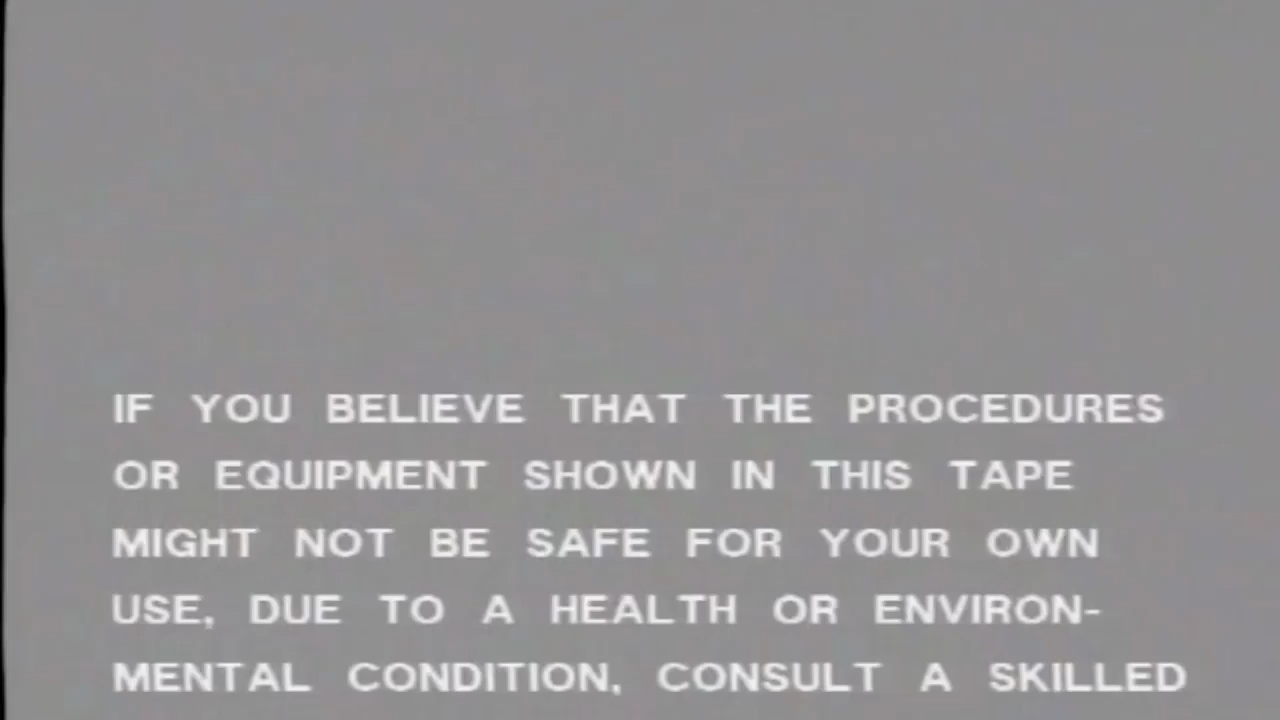 IF YOU BELIEVE THAT THE PROCEDURES
OR EQUIPMENT SHOWN IN THIS TAPE
MIGHT NOT BE SAFE FOR YOUR OWN
USE, DUE TO A HEALTH OR ENVIRON-
MENTAL CONDITION, CONSULT A SKILLED